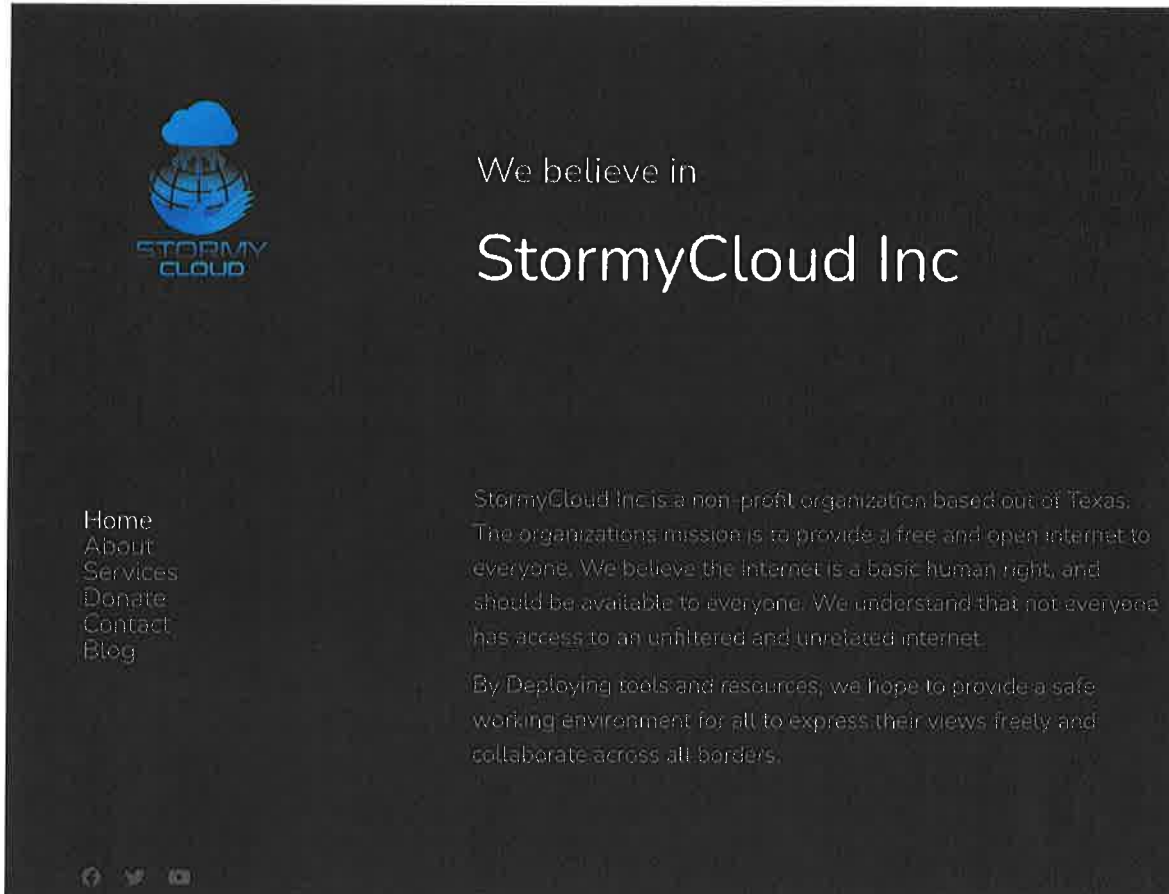 STORMY
CLOUD
We believe in
StormyCloud Inc
Home
About
Services
Donate
Contact
Blog
StormyCloud Inc is a non-profit organization based out of Texas.
The organizations mission is to provide a free and open internet to
everyone. We believe the internet is a basic human right, and
should be available to everyone. We understand that not everyone
has access to an unfiltered and unrelated internet.
By Deploying tools and resources, we hope to provide a safe
working environment for all to express their views freely and
collaborate across all borders.